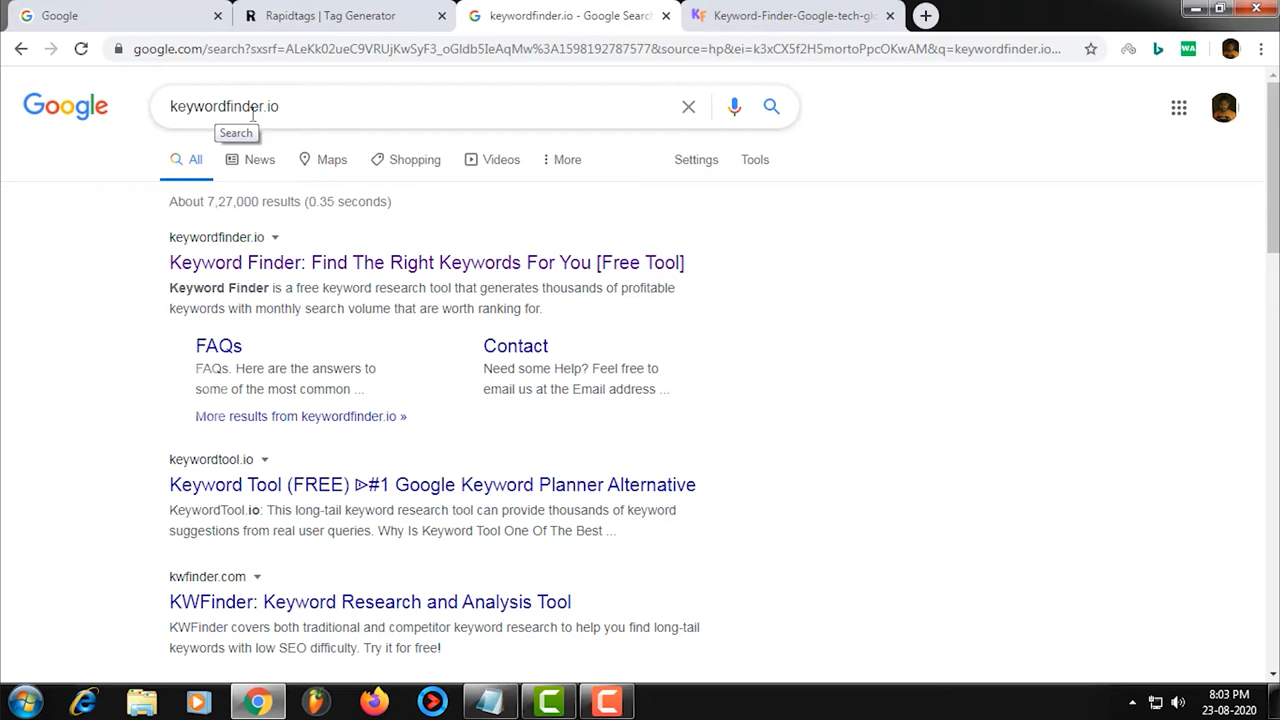 Google
Rapidtags | Tag Generator
keywordfinder.io - Google Search
Keyword-Finder-Google-tech-gl
google.com/search?sxsrf=ALeKk02ueC9VRUjKwSyF3_oGIdb5IeAqMw%3A1598192787577&source=hp&ei=k3xCX5f2H5mortoPpcOKwAM&q=keywordfinder.io...
WA
Google
keywordfinder.io
Search
All
News
Maps
Shopping
Videos
More
Settings
Tools
About 7,27,000 results (0.35 seconds)
keywordfinder.io
Keyword Finder: Find The Right Keywords For You [Free Tool]
Keyword Finder is a free keyword research tool that generates thousands of profitable
keywords with monthly search volume that are worth ranking for.
FAQs
FAQs. Here are the answers to
some of the most common ...
Contact
Need some Help? Feel free to
email us at the Email address ...
More results from keywordfinder.io »
keywordtool.io
Keyword Tool (FREE) ᐉ#1 Google Keyword Planner Alternative
KeywordTool.io: This long-tail keyword research tool can provide thousands of keyword
suggestions from real user queries. Why Is Keyword Tool One Of The Best ...
kwfinder.com
KWFinder: Keyword Research and Analysis Tool
KWFinder covers both traditional and competitor keyword research to help you find long-tail
keywords with low SEO difficulty. Try it for free!
8:03 PM
23-08-2020